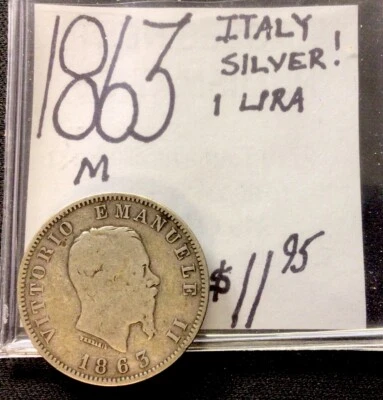 1863
ITALY
SILVER!
1 LIRA
M
$11.95
VITTORIO EMANUELE II
1863